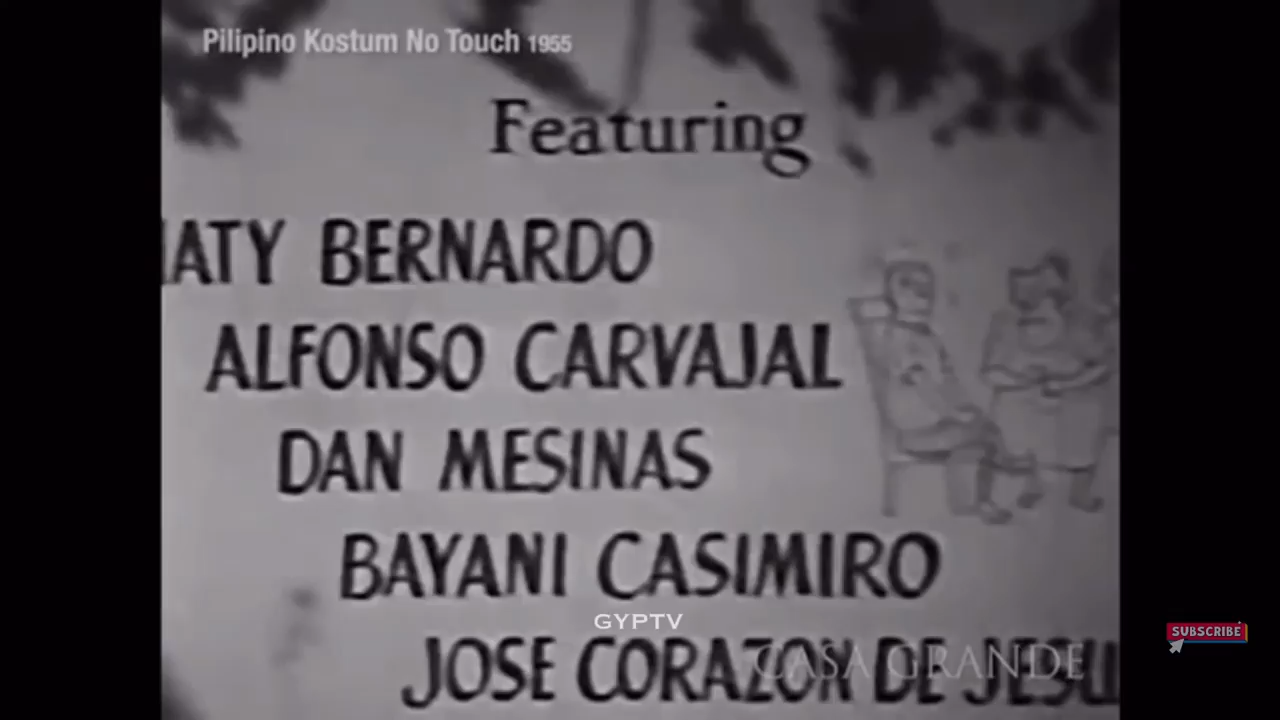 Pilipino Kostum No Touch 1955
Featuring
ATY BERNARDO
ALFONSO CARVAJAL
DAN MESINAS
BAYANI CASIMIRO
GYPTV
JOSE CORAZON DE JESU
CASA GRANDE
SUBSCRIBE